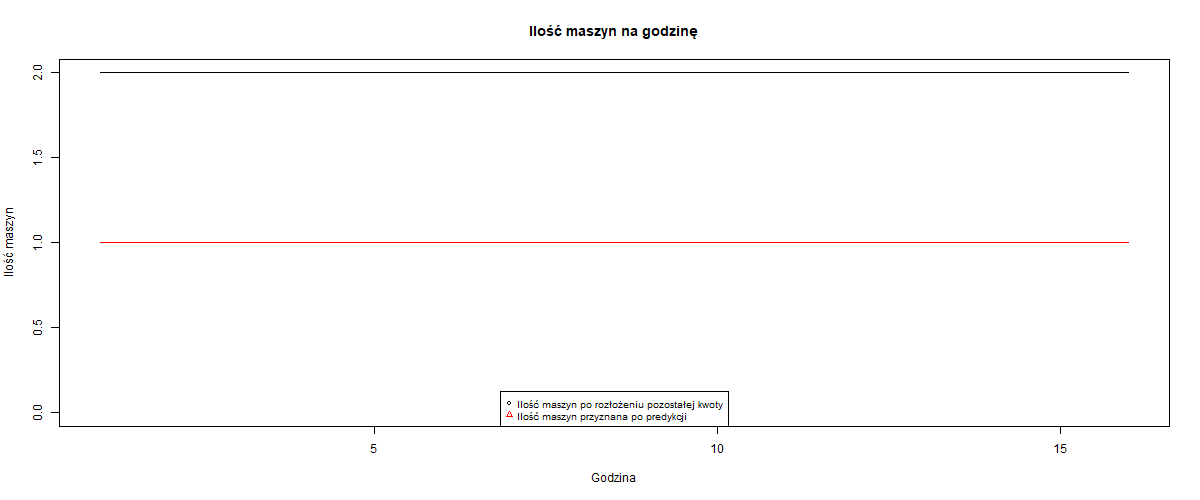 Ilość maszyn na godzinę
Ilość maszyn
2.0
1.5
1.0
0.5
0.0
Ilość maszyn po rozłożeniu pozostałej kwoty
Ilość maszyn przyznana po predykcji
5
10
15
Godzina